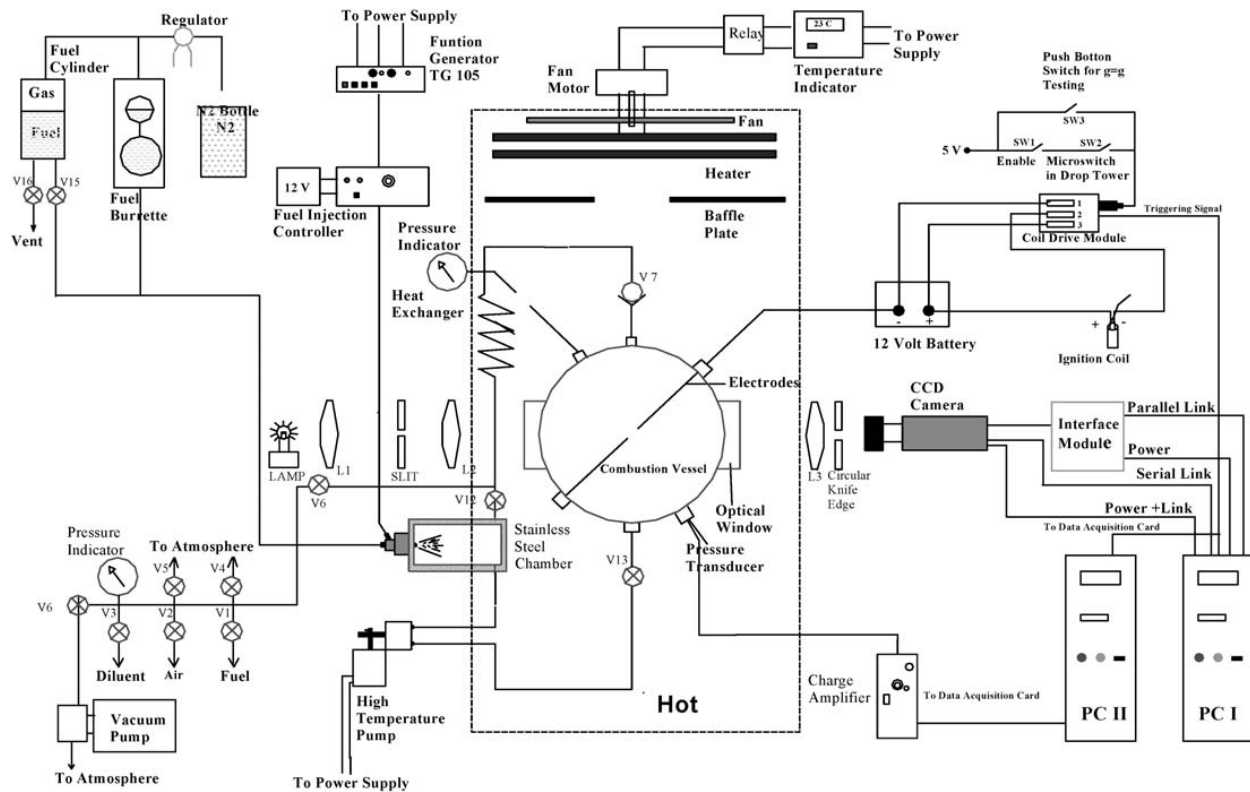 To Power Supply
Regulator
Fuel
Cylinder
Gas
Fuel
N2 Bottle
N2
Funtion
Generator
TG 105
Fan
Motor
Relay
23 C
Temperature
Indicator
To Power
Supply
Push Botton
Switch for g=g
Testing
SW3
5 V
SW1
SW2
Enable
Microswitch
in Drop Tower
V16
V15
Vent
Fuel
Burrette
12 V
Fuel Injection
Controller
Fan
Heater
Baffle
Plate
1
2
3
Triggering Signal
Coil Drive Module
Pressure
Indicator
Heat
Exchanger
V 7
- +
12 Volt Battery
+ -
Ignition Coil
Electrodes
CCD
Camera
Interface
Module
Parallel Link
Power
Serial Link
Power +Link
To Data Acquisition Card
LAMP
L1
SLIT
L2
V6
V12
Combustion Vessel
L3
Circular
Knife
Edge
Optical
Window
Pressure
Transducer
Stainless
Steel
Chamber
V13
Pressure
Indicator
To Atmosphere
V5
V4
V6
V3
V2
V1
Diluent
Air
Fuel
Vacuum
Pump
To Atmosphere
High
Temperature
Pump
To Power Supply
Hot
Charge
Amplifier
To Data Acquisition Card
PC II
PC I